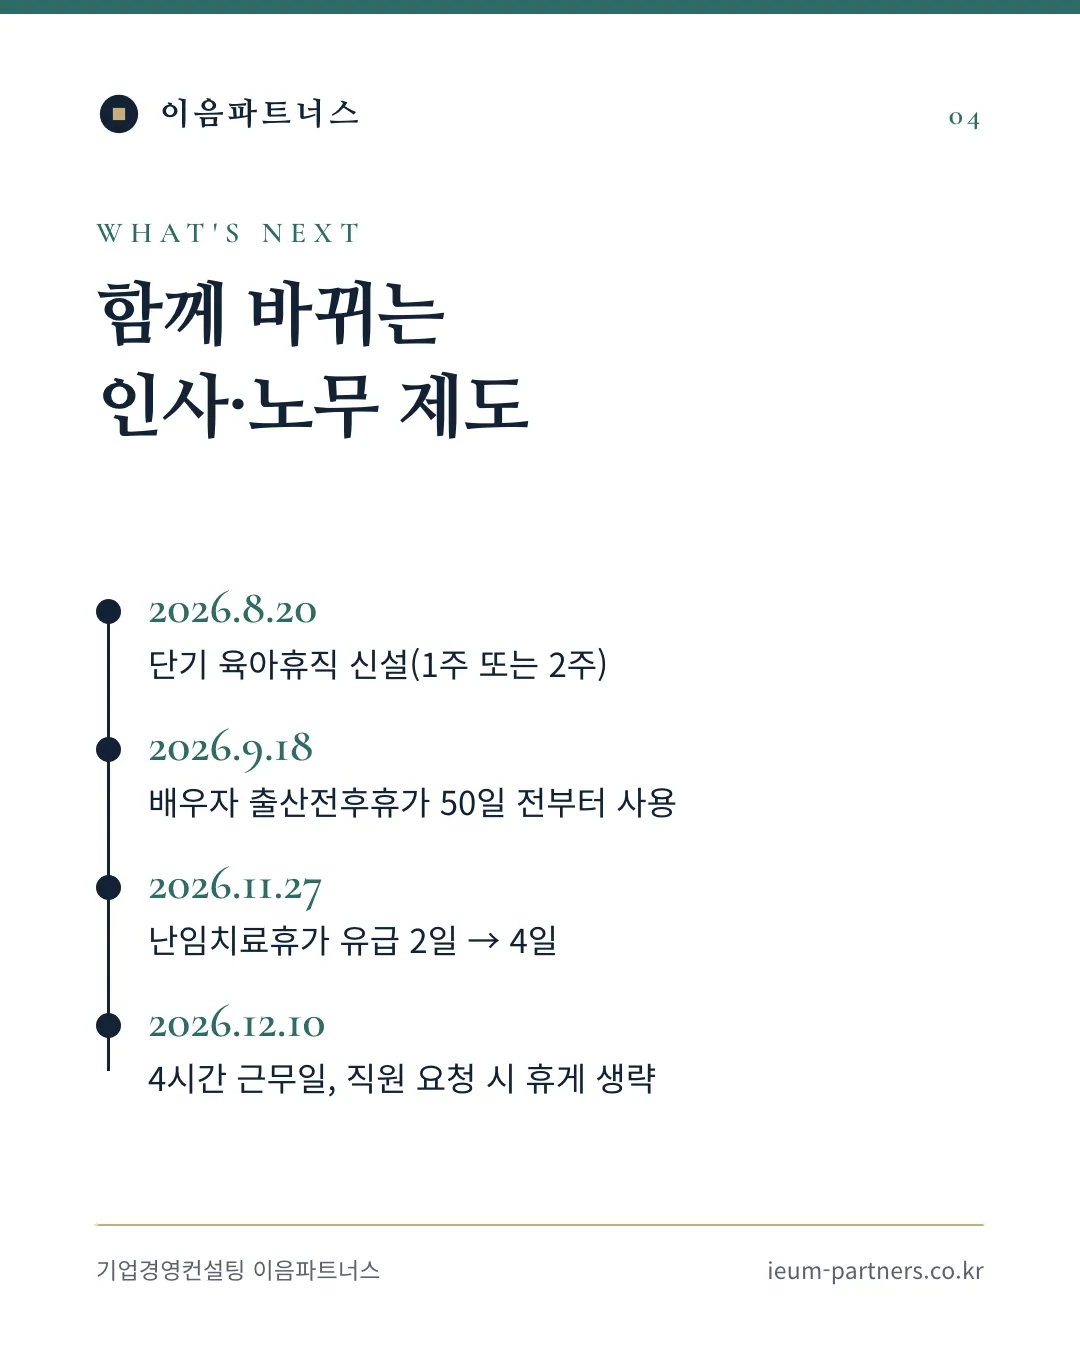 이음파트너스
04
WHAT'S NEXT
함께 바뀌는
인사·노무 제도
2026.8.20
단기 육아휴직 신설(1주 또는 2주)
2026.9.18
배우자 출산전후휴가 50일 전부터 사용
2026.11.27
난임치료휴가 유급 2일 → 4일
2026.12.10
4시간 근무일, 직원 요청 시 휴게 생략
기업경영컨설팅 이음파트너스
ieum-partners.co.kr